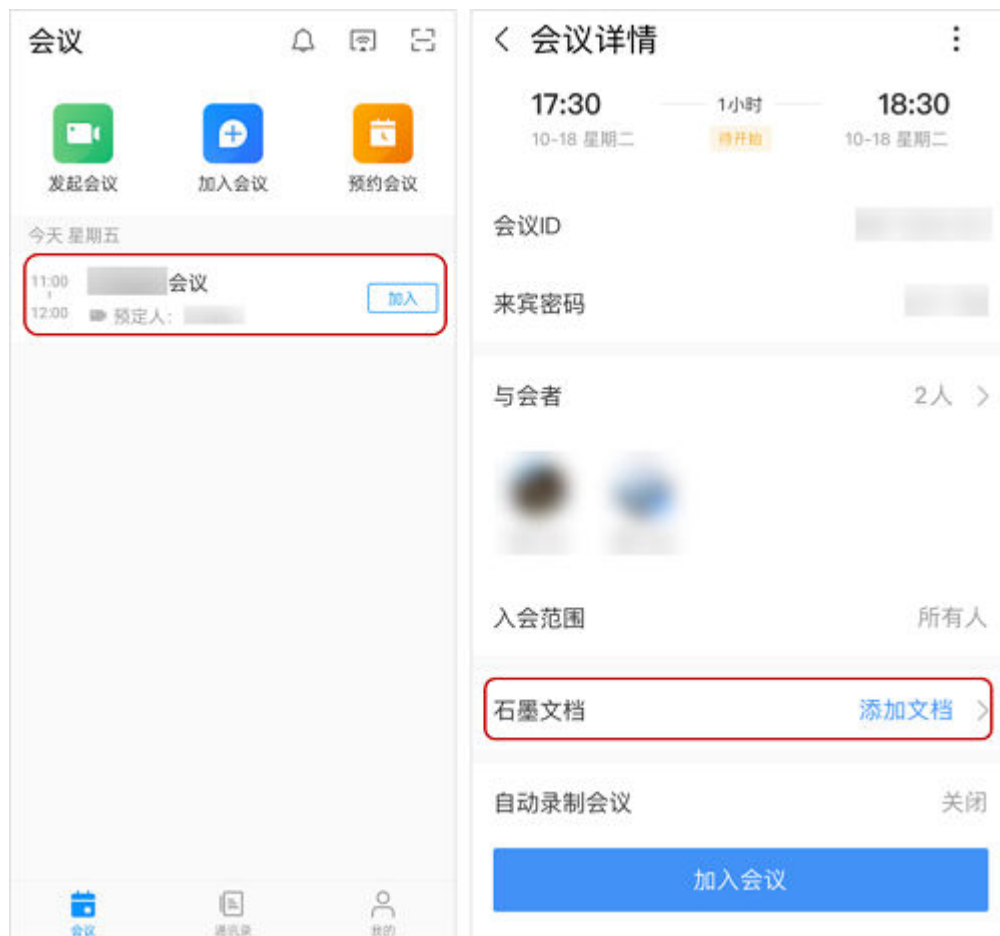 会议
发起会议 加入会议 预约会议
今天 星期五
11:00
会议
加入
12:00
预定人:
会议 通讯录 我的
会议详情
17:30 1小时 18:30
10-18 星期二 待开始 10-18 星期二
会议ID
来宾密码
与会者 2人
入会范围 所有人
石墨文档 添加文档
自动录制会议 关闭
加入会议